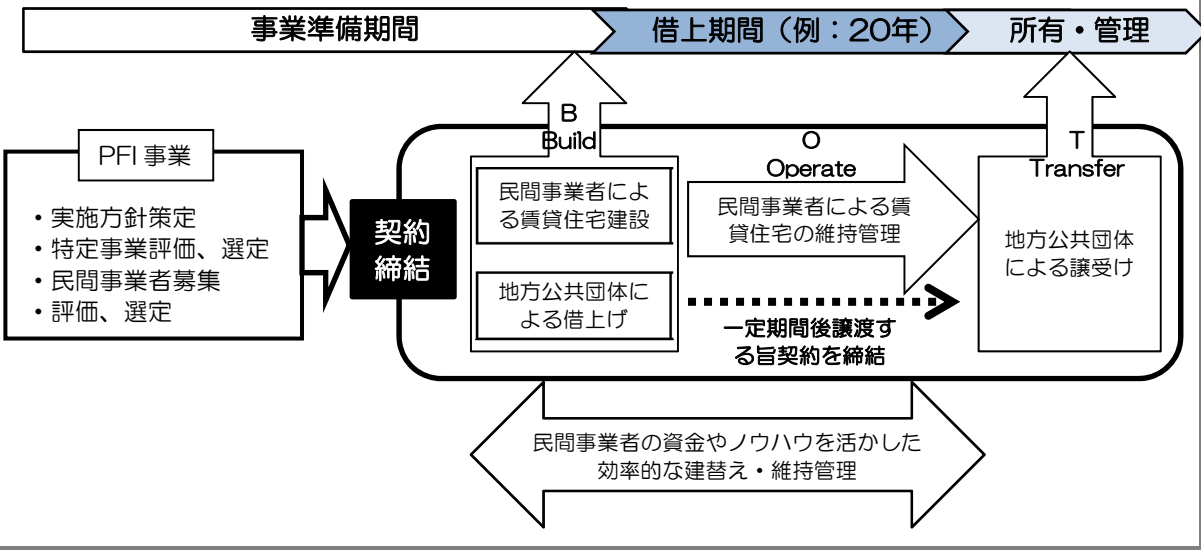 事業準備期間
借上期間（例：20年）
所有・管理
PFI 事業
・実施方針策定
・特定事業評価、選定
・民間事業者募集
・評価、選定
契約
締結
B
Build
民間事業者によ
る賃貸住宅建設
地方公共団体に
よる借上げ
O
Operate
民間事業者による賃
貸住宅の維持管理
一定期間後譲渡す
る旨契約を締結
T
Transfer
地方公共団体
による譲受け
民間事業者の資金やノウハウを活かした
効率的な建替え・維持管理